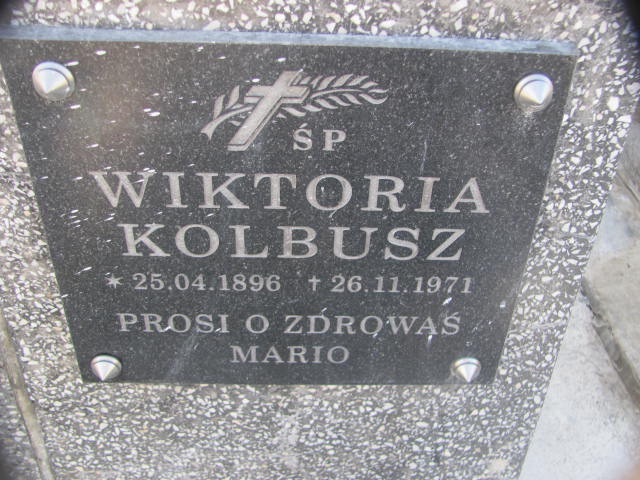 ŚP
WIKTORIA
KOLBUSZ
* 25.04.1896 † 26.11.1971
PROSI O ZDROWAŚ
MARIO